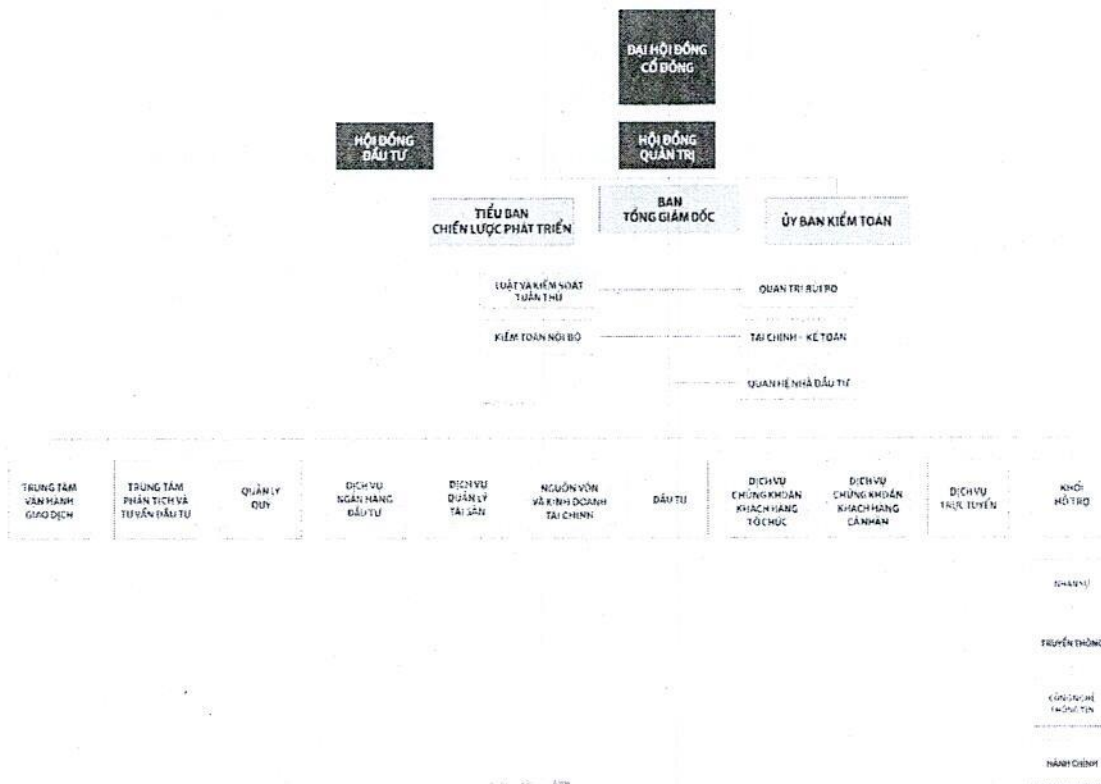 ĐẠI HỘI ĐỒNG
CỔ ĐÔNG
HỘI ĐỒNG
ĐẦU TƯ
HỘI ĐỒNG
QUẢN TRỊ
TIỂU BAN
CHIẾN LƯỢC PHÁT TRIỂN
BAN
TỔNG GIÁM ĐỐC
ỦY BAN KIỂM TOÁN
LUẬT VÀ KIỂM SOÁT
TUÂN THỦ
QUẢN TRỊ RỦI RO
KIỂM TOÁN NỘI BỘ
TÀI CHÍNH - KẾ TOÁN
QUAN HỆ NHÀ ĐẦU TƯ
TRUNG TÂM
VẬN HÀNH
GIAO DỊCH
TRUNG TÂM
PHÂN TÍCH VÀ
TƯ VẤN ĐẦU TƯ
QUẢN LÝ
QUỸ
DỊCH VỤ
NGÂN HÀNG
ĐẦU TƯ
DỊCH VỤ
QUẢN LÝ
TÀI SẢN
NGUỒN VỐN
VÀ KINH DOANH
TÀI CHÍNH
ĐẦU TƯ
DỊCH VỤ
CHỨNG KHOÁN
KHÁCH HÀNG
TỔ CHỨC
DỊCH VỤ
CHỨNG KHOÁN
KHÁCH HÀNG
CÁ NHÂN
DỊCH VỤ
TRỰC TUYẾN
KHỐI
HỖ TRỢ
NHÂN SỰ
TRUYỀN THÔNG
CÔNG NGHỆ
THÔNG TIN
HÀNH CHÍNH